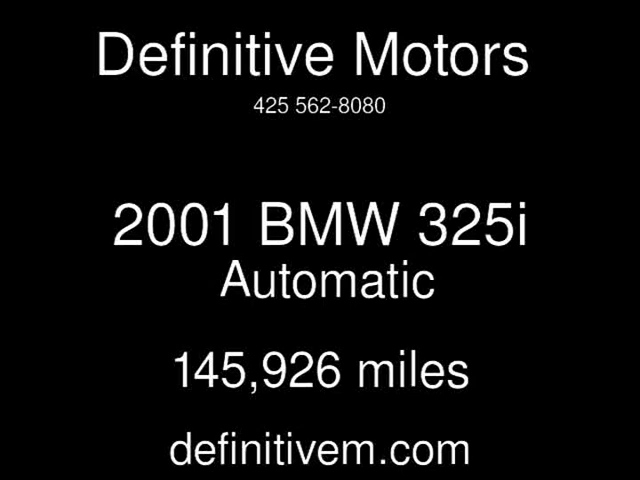 Definitive Motors
425 562-8080
2001 BMW 325i
Automatic
145,926 miles
definitivem.com